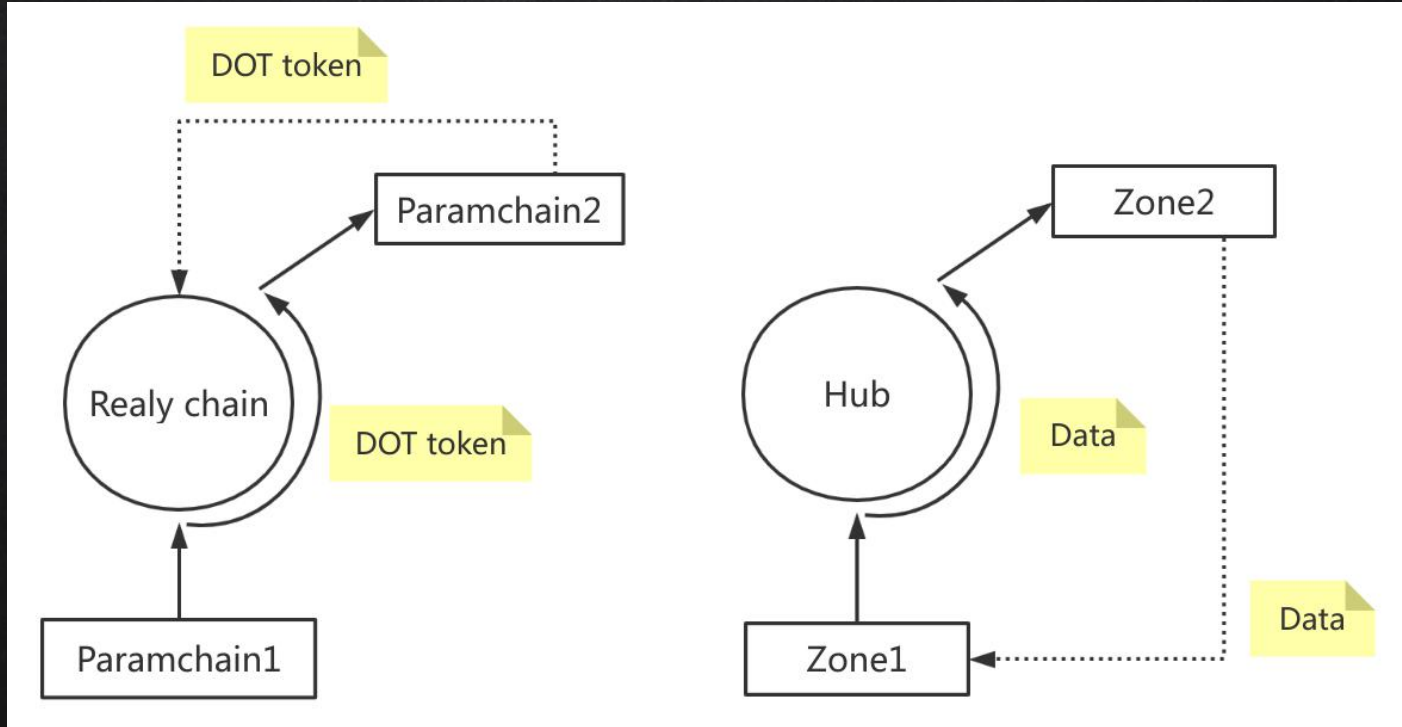 DOT token
Paramchain2
Realy chain
DOT token
Paramchain1
Zone2
Hub
Data
Data
Zone1